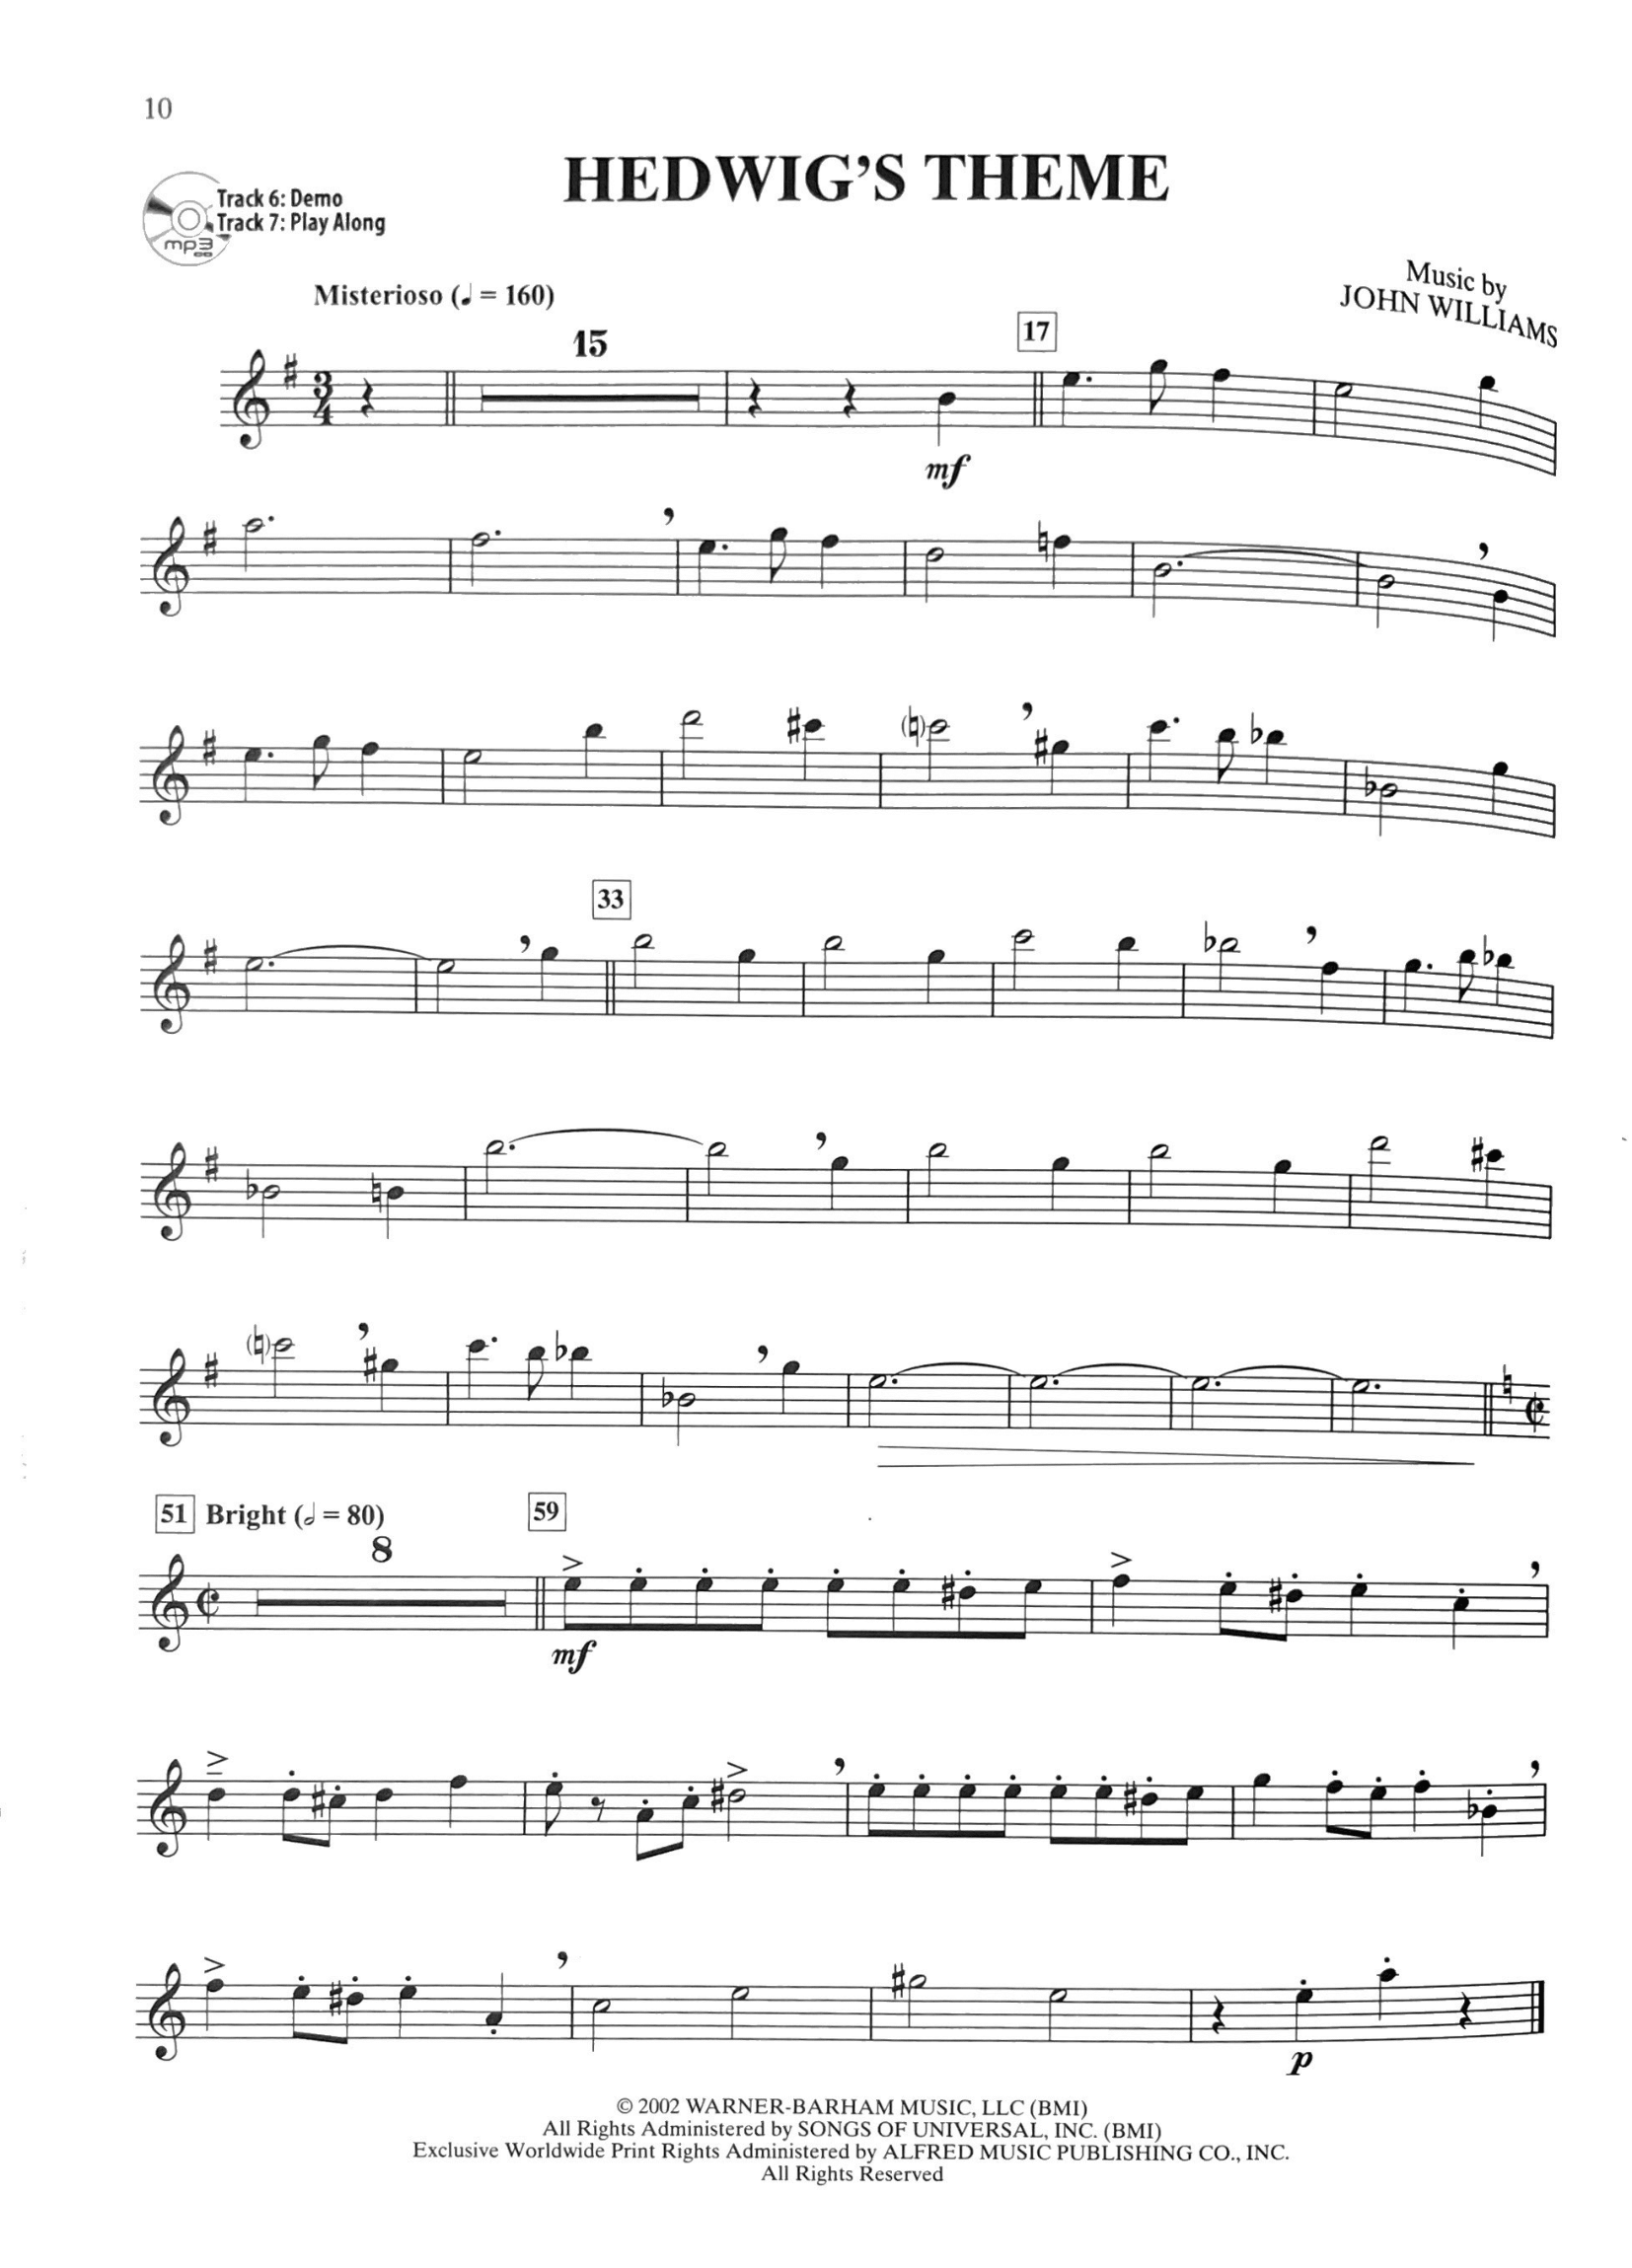 10
HEDWIG'S THEME
Track 6: Demo
Track 7: Play Along
mp3
Music by
JOHN WILLIAMS
Misterioso (♩ = 160)
15
17
3
4
mf
33
51 Bright (𝅗𝅥 = 80)
59
8
mf
p
© 2002 WARNER-BARHAM MUSIC, LLC (BMI)
All Rights Administered by SONGS OF UNIVERSAL, INC. (BMI)
Exclusive Worldwide Print Rights Administered by ALFRED MUSIC PUBLISHING CO., INC.
All Rights Reserved